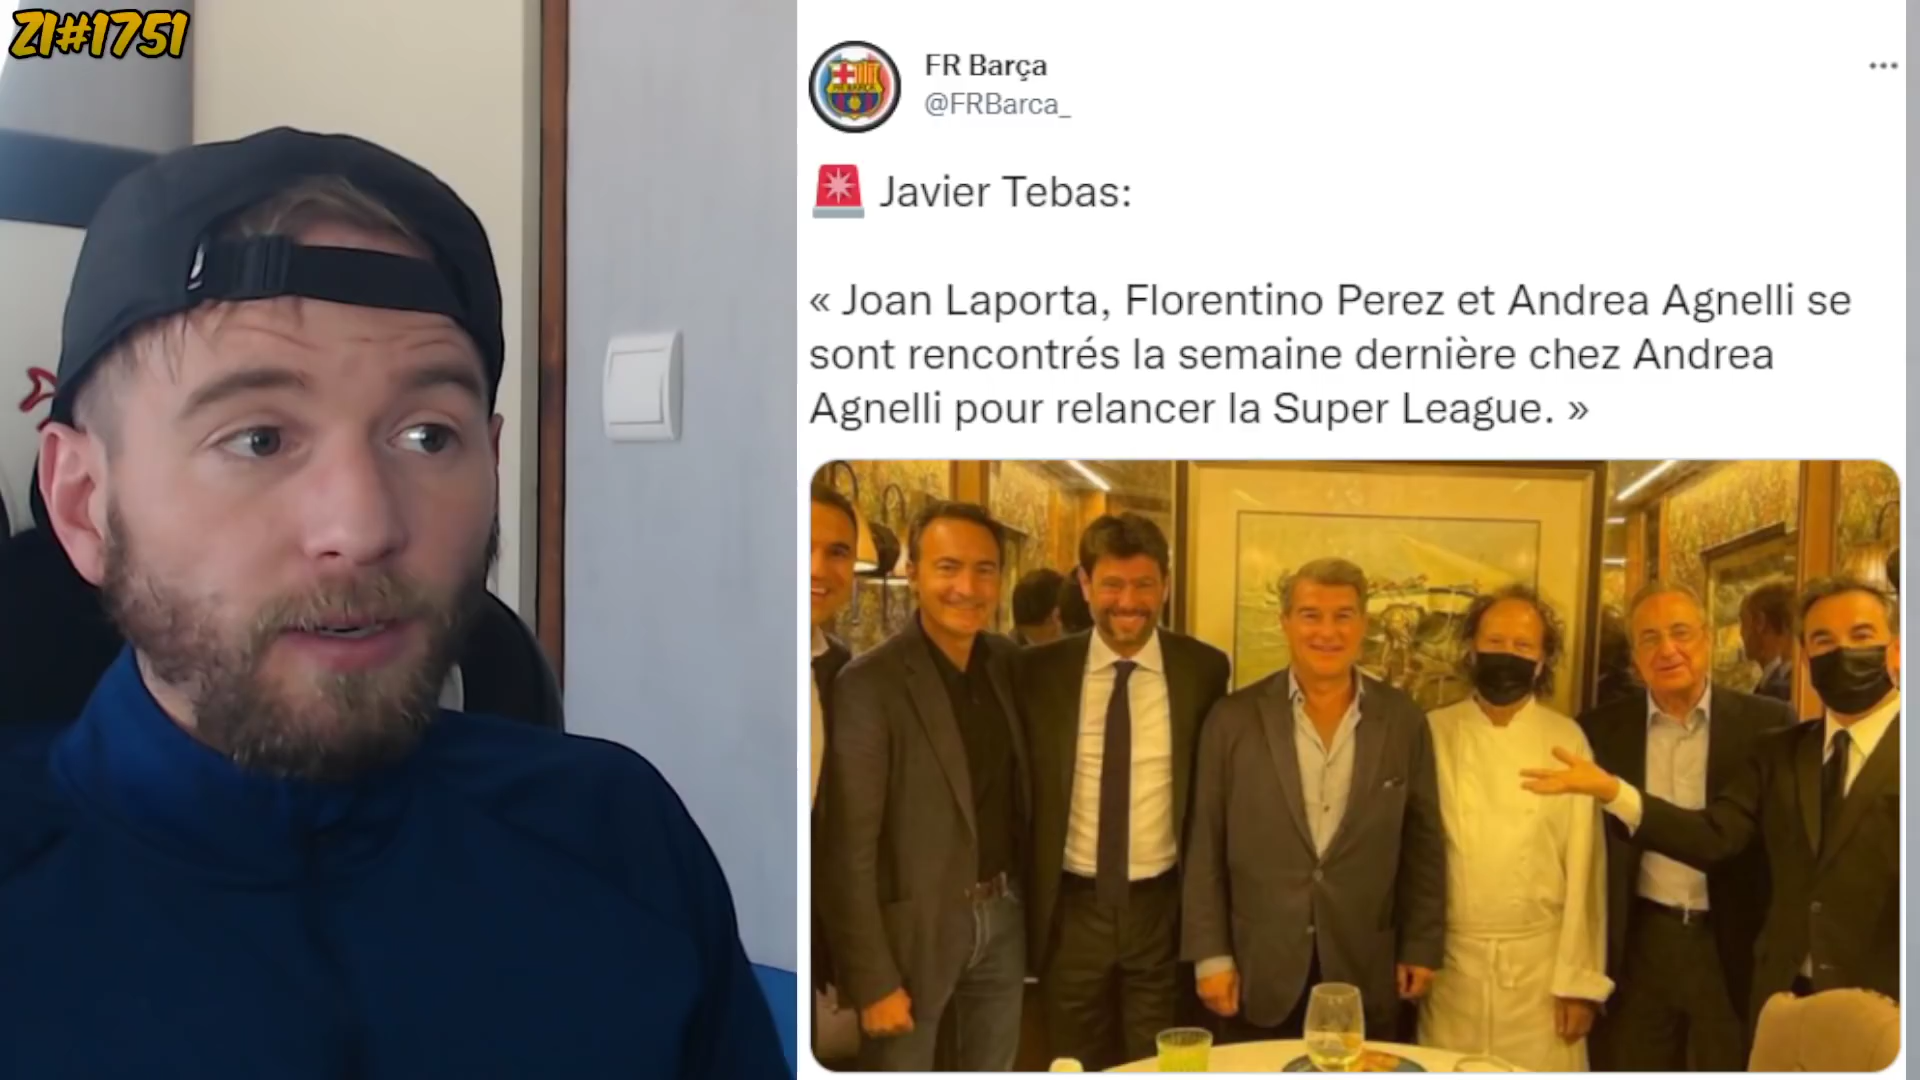 ZI#1751
FR Barça
@FRBarca_
Javier Tebas:
« Joan Laporta, Florentino Perez et Andrea Agnelli se
sont rencontrés la semaine dernière chez Andrea
Agnelli pour relancer la Super League. »